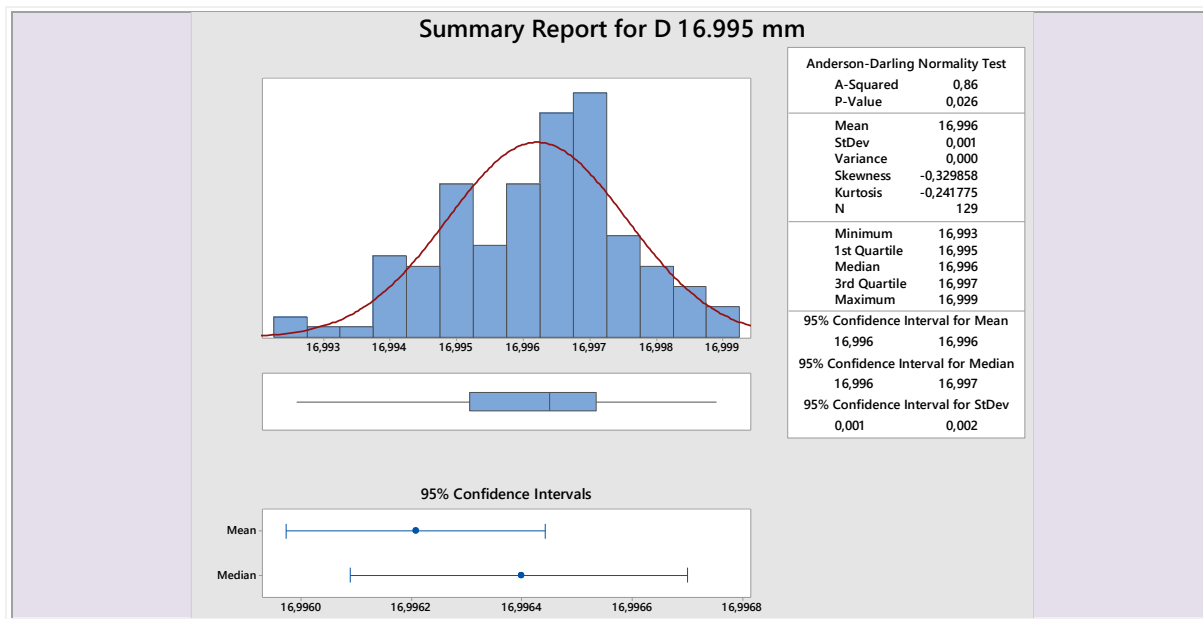 Summary Report for D 16.995 mm
16,993 16,994 16,995 16,996 16,997 16,998 16,999
Anderson-Darling Normality Test
A-Squared 0,86
P-Value 0,026
Mean 16,996
StDev 0,001
Variance 0,000
Skewness -0,329858
Kurtosis -0,241775
N 129
Minimum 16,993
1st Quartile 16,995
Median 16,996
3rd Quartile 16,997
Maximum 16,999
95% Confidence Interval for Mean
16,996 16,996
95% Confidence Interval for Median
16,996 16,997
95% Confidence Interval for StDev
0,001 0,002
95% Confidence Intervals
Mean
Median
16,9960 16,9962 16,9964 16,9966 16,9968